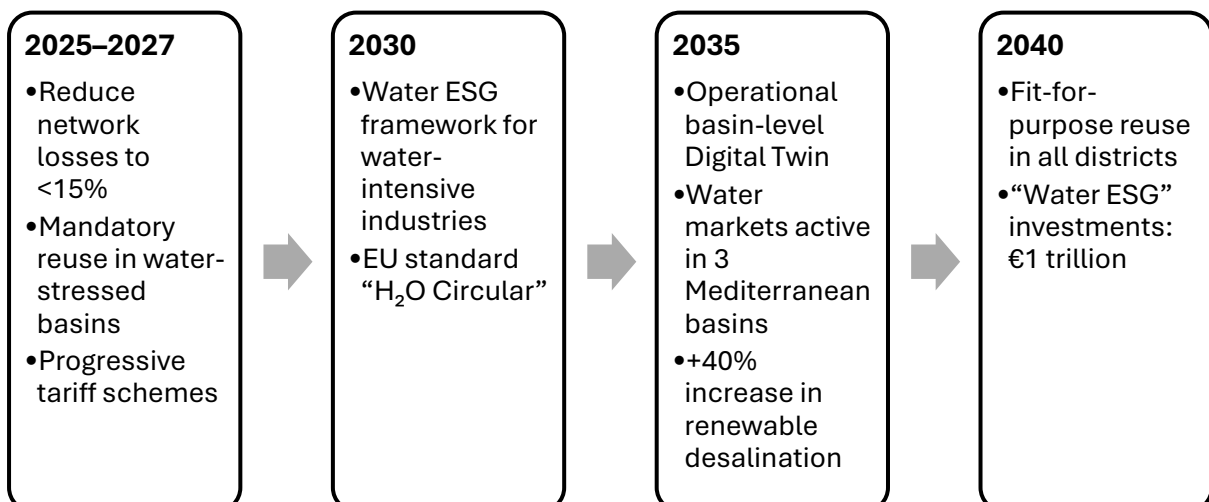 2025–2027
•Reduce
network
losses to
<15%
•Mandatory
reuse in water-
stressed
basins
•Progressive
tariff schemes
2030
•Water ESG
framework for
water-
intensive
industries
•EU standard
“H₂O Circular”
2035
•Operational
basin-level
Digital Twin
•Water
markets active
in 3
Mediterranean
basins
•+40%
increase in
renewable
desalination
2040
•Fit-for-
purpose reuse
in all districts
•“Water ESG”
investments:
€1 trillion